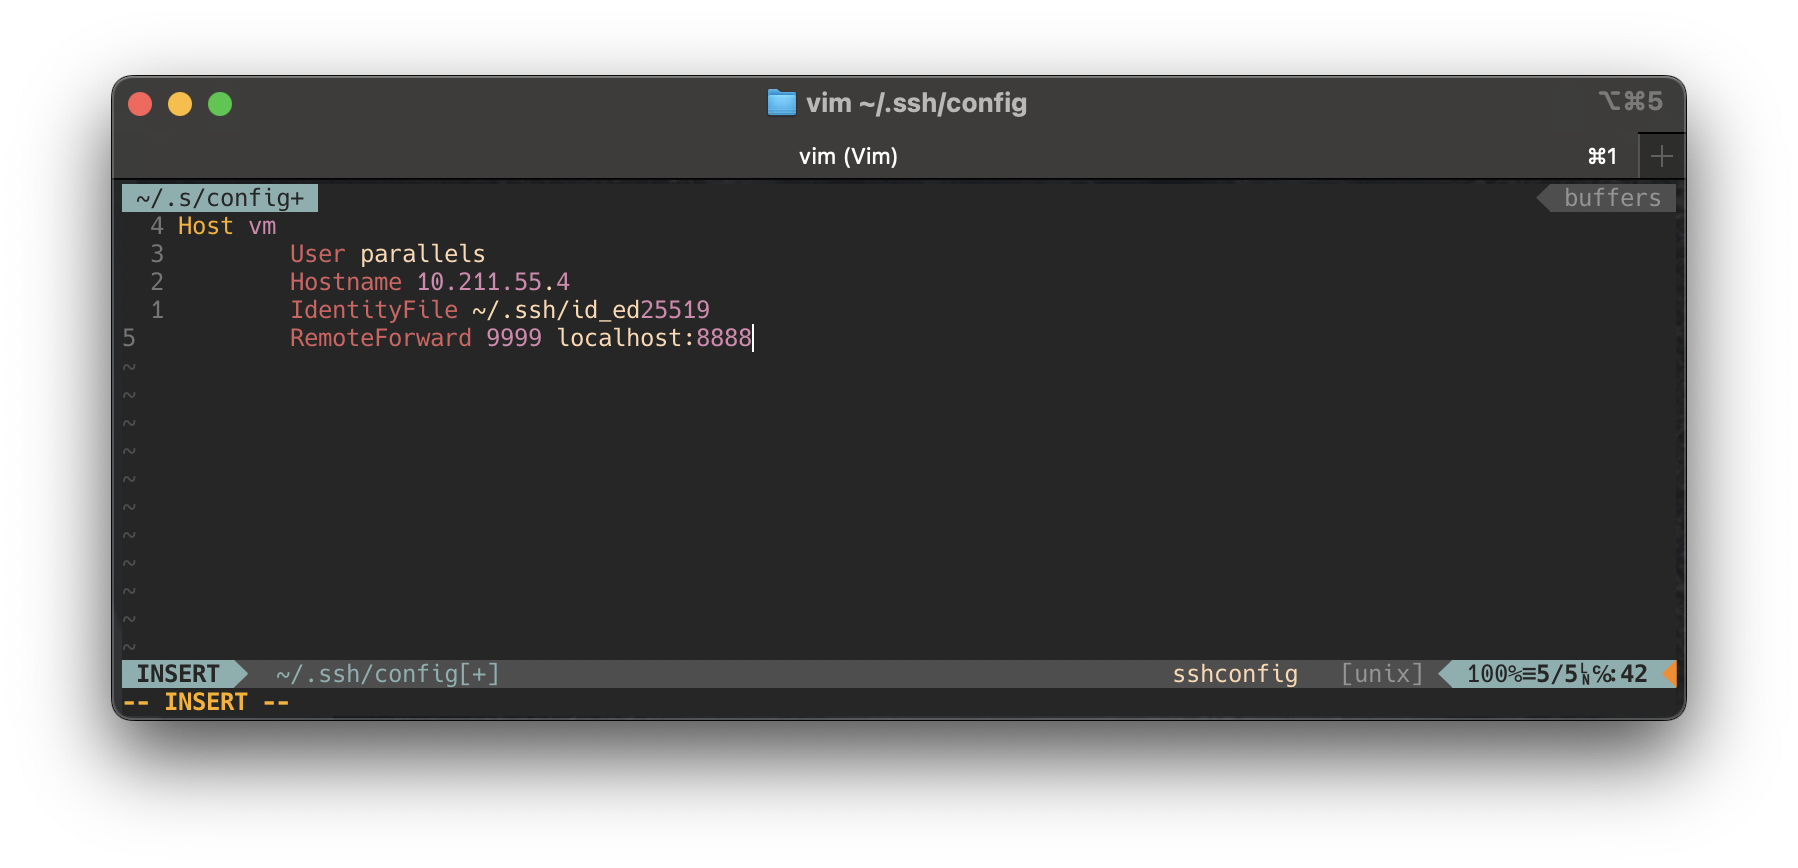 vim ~/.ssh/config
⌥⌘5
vim (Vim)
⌘1
~/.s/config+
buffers
4 Host vm
3 User parallels
2 Hostname 10.211.55.4
1 IdentityFile ~/.ssh/id_ed25519
5 RemoteForward 9999 localhost:8888
~
~
~
~
~
~
~
~
~
~
~
INSERT ~/.ssh/config[+] sshconfig [unix] 100%≡5/5␤℅:42
-- INSERT --